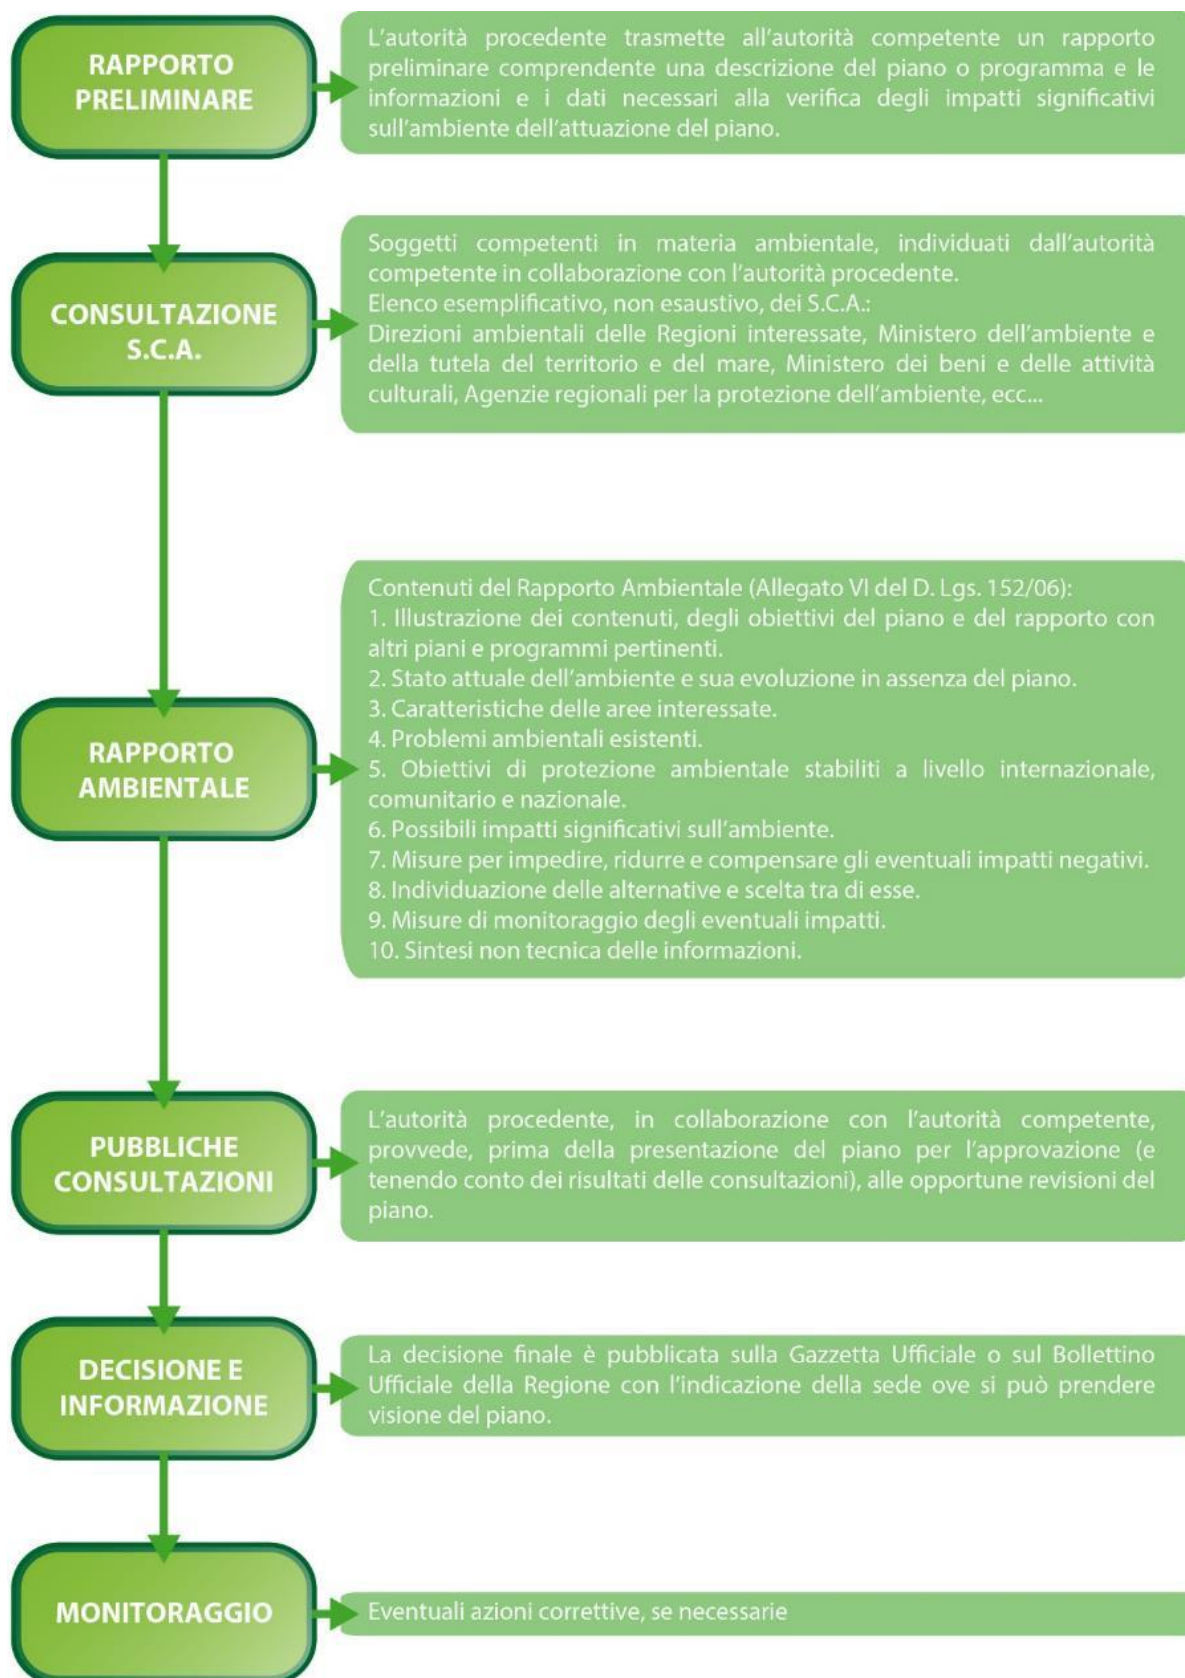 RAPPORTO
PRELIMINARE
L’autorità procedente trasmette all’autorità competente un rapporto
preliminare comprendente una descrizione del piano o programma e le
informazioni e i dati necessari alla verifica degli impatti significativi
sull’ambiente dell’attuazione del piano.
CONSULTAZIONE
S.C.A.
Soggetti competenti in materia ambientale, individuati dall’autorità
competente in collaborazione con l’autorità procedente.
Elenco esemplificativo, non esaustivo, dei S.C.A.:
Direzioni ambientali delle Regioni interessate, Ministero dell’ambiente e
della tutela del territorio e del mare, Ministero dei beni e delle attività
culturali, Agenzie regionali per la protezione dell’ambiente, ecc...
RAPPORTO
AMBIENTALE
Contenuti del Rapporto Ambientale (Allegato VI del D. Lgs. 152/06):
1. Illustrazione dei contenuti, degli obiettivi del piano e del rapporto con
altri piani e programmi pertinenti.
2. Stato attuale dell’ambiente e sua evoluzione in assenza del piano.
3. Caratteristiche delle aree interessate.
4. Problemi ambientali esistenti.
5. Obiettivi di protezione ambientale stabiliti a livello internazionale,
comunitario e nazionale.
6. Possibili impatti significativi sull’ambiente.
7. Misure per impedire, ridurre e compensare gli eventuali impatti negativi.
8. Individuazione delle alternative e scelta tra di esse.
9. Misure di monitoraggio degli eventuali impatti.
10. Sintesi non tecnica delle informazioni.
PUBBLICHE
CONSULTAZIONI
L’autorità procedente, in collaborazione con l’autorità competente,
provvede, prima della presentazione del piano per l’approvazione (e
tenendo conto dei risultati delle consultazioni), alle opportune revisioni del
piano.
DECISIONE E
INFORMAZIONE
La decisione finale è pubblicata sulla Gazzetta Ufficiale o sul Bollettino
Ufficiale della Regione con l’indicazione della sede ove si può prendere
visione del piano.
MONITORAGGIO
Eventuali azioni correttive, se necessarie